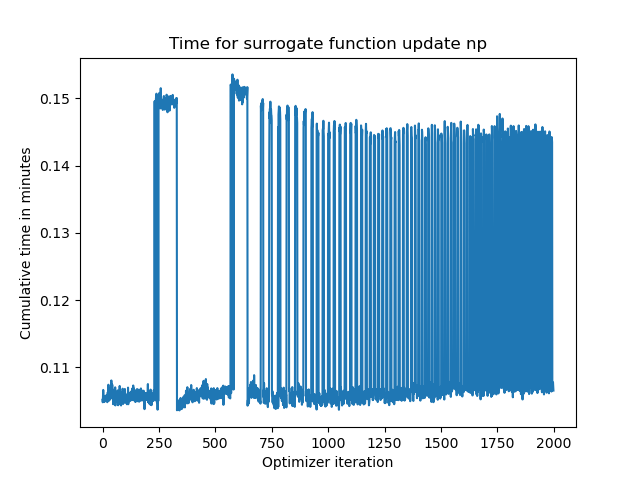 Time for surrogate function update np
Cumulative time in minutes
0.15
0.14
0.13
0.12
0.11
0 250 500 750 1000 1250 1500 1750 2000
Optimizer iteration